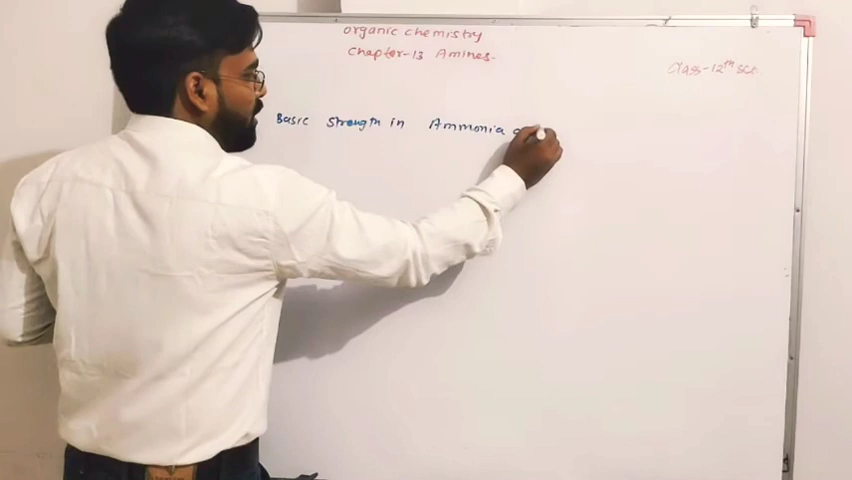 organic chemistry
chapter-13 Amines-
class-12th sci.
Basic strength in Ammonia